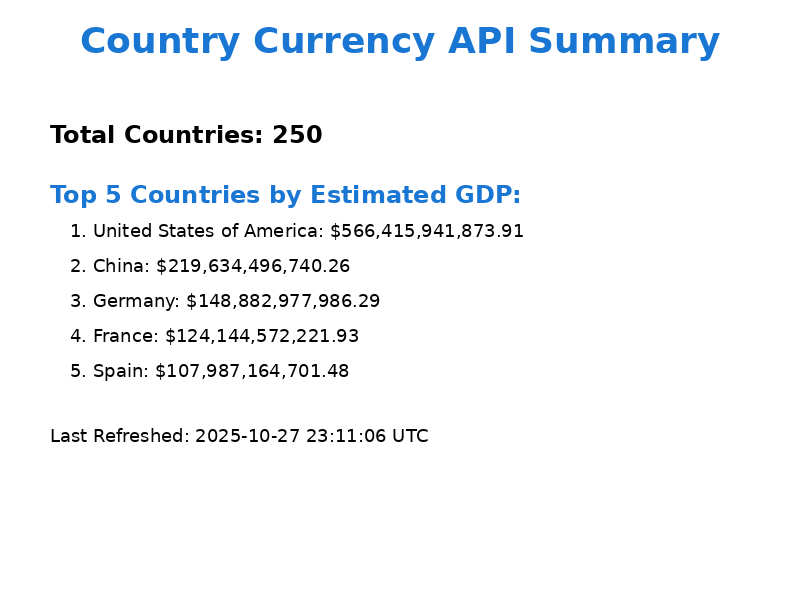 Country Currency API Summary
Total Countries: 250
Top 5 Countries by Estimated GDP:
1. United States of America: $566,415,941,873.91
2. China: $219,634,496,740.26
3. Germany: $148,882,977,986.29
4. France: $124,144,572,221.93
5. Spain: $107,987,164,701.48
Last Refreshed: 2025-10-27 23:11:06 UTC